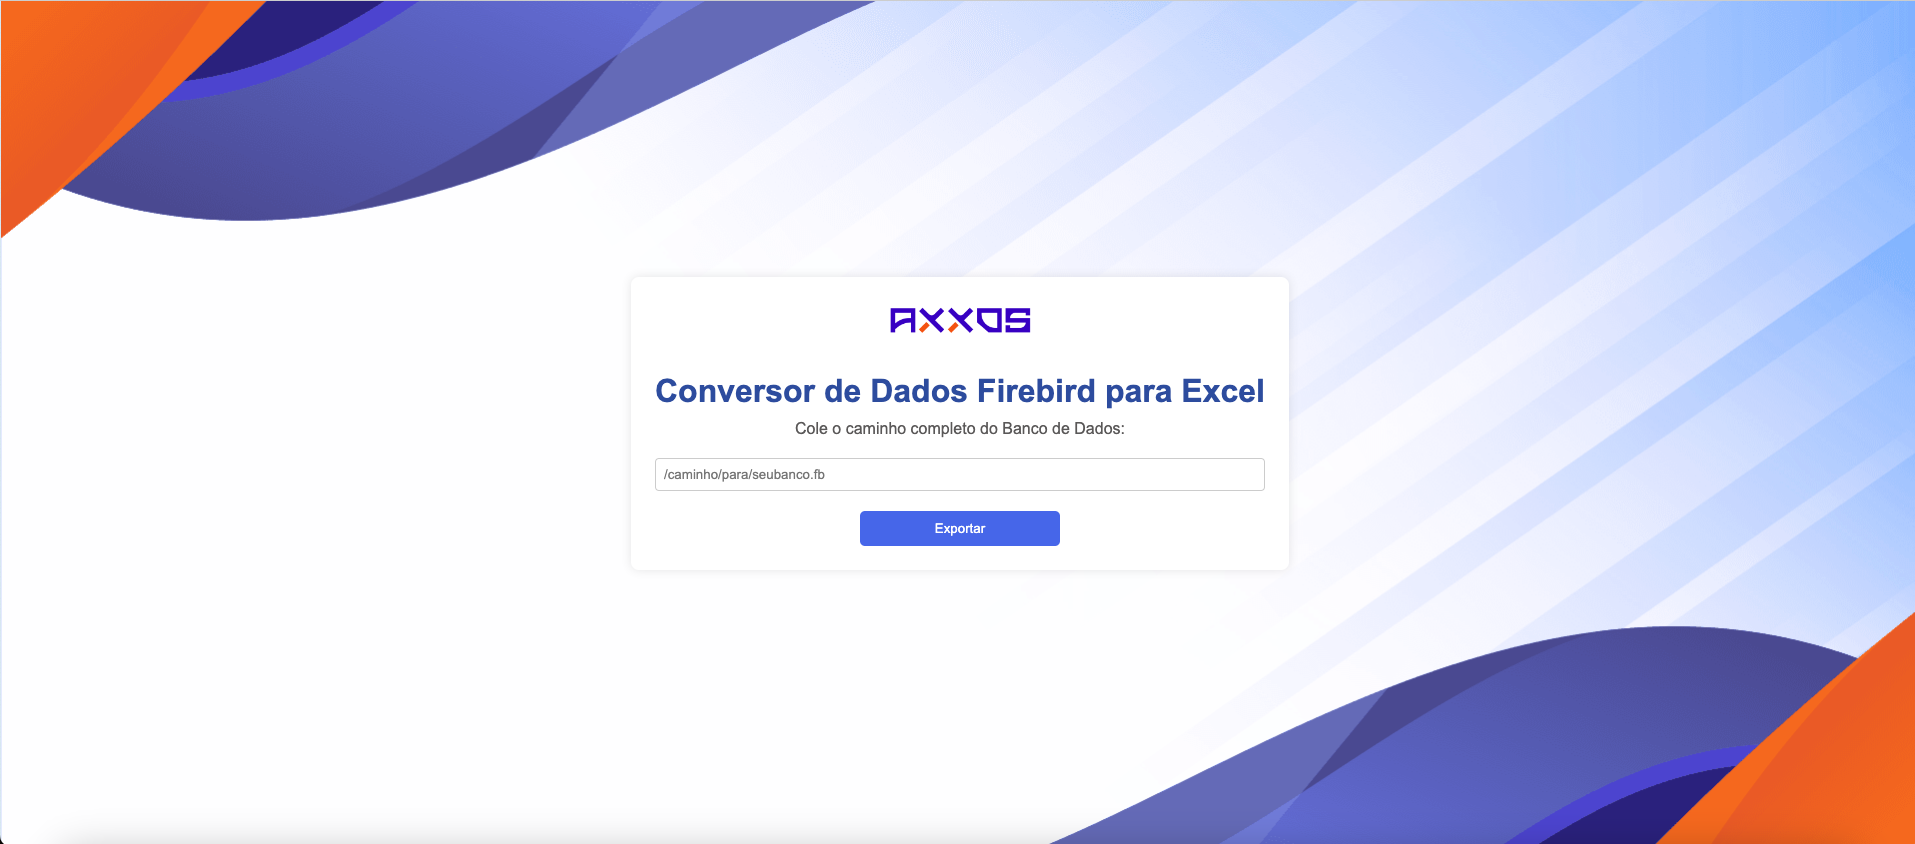 AXXOS
Conversor de Dados Firebird para Excel
Cole o caminho completo do Banco de Dados:
/caminho/para/seubanco.fb
Exportar